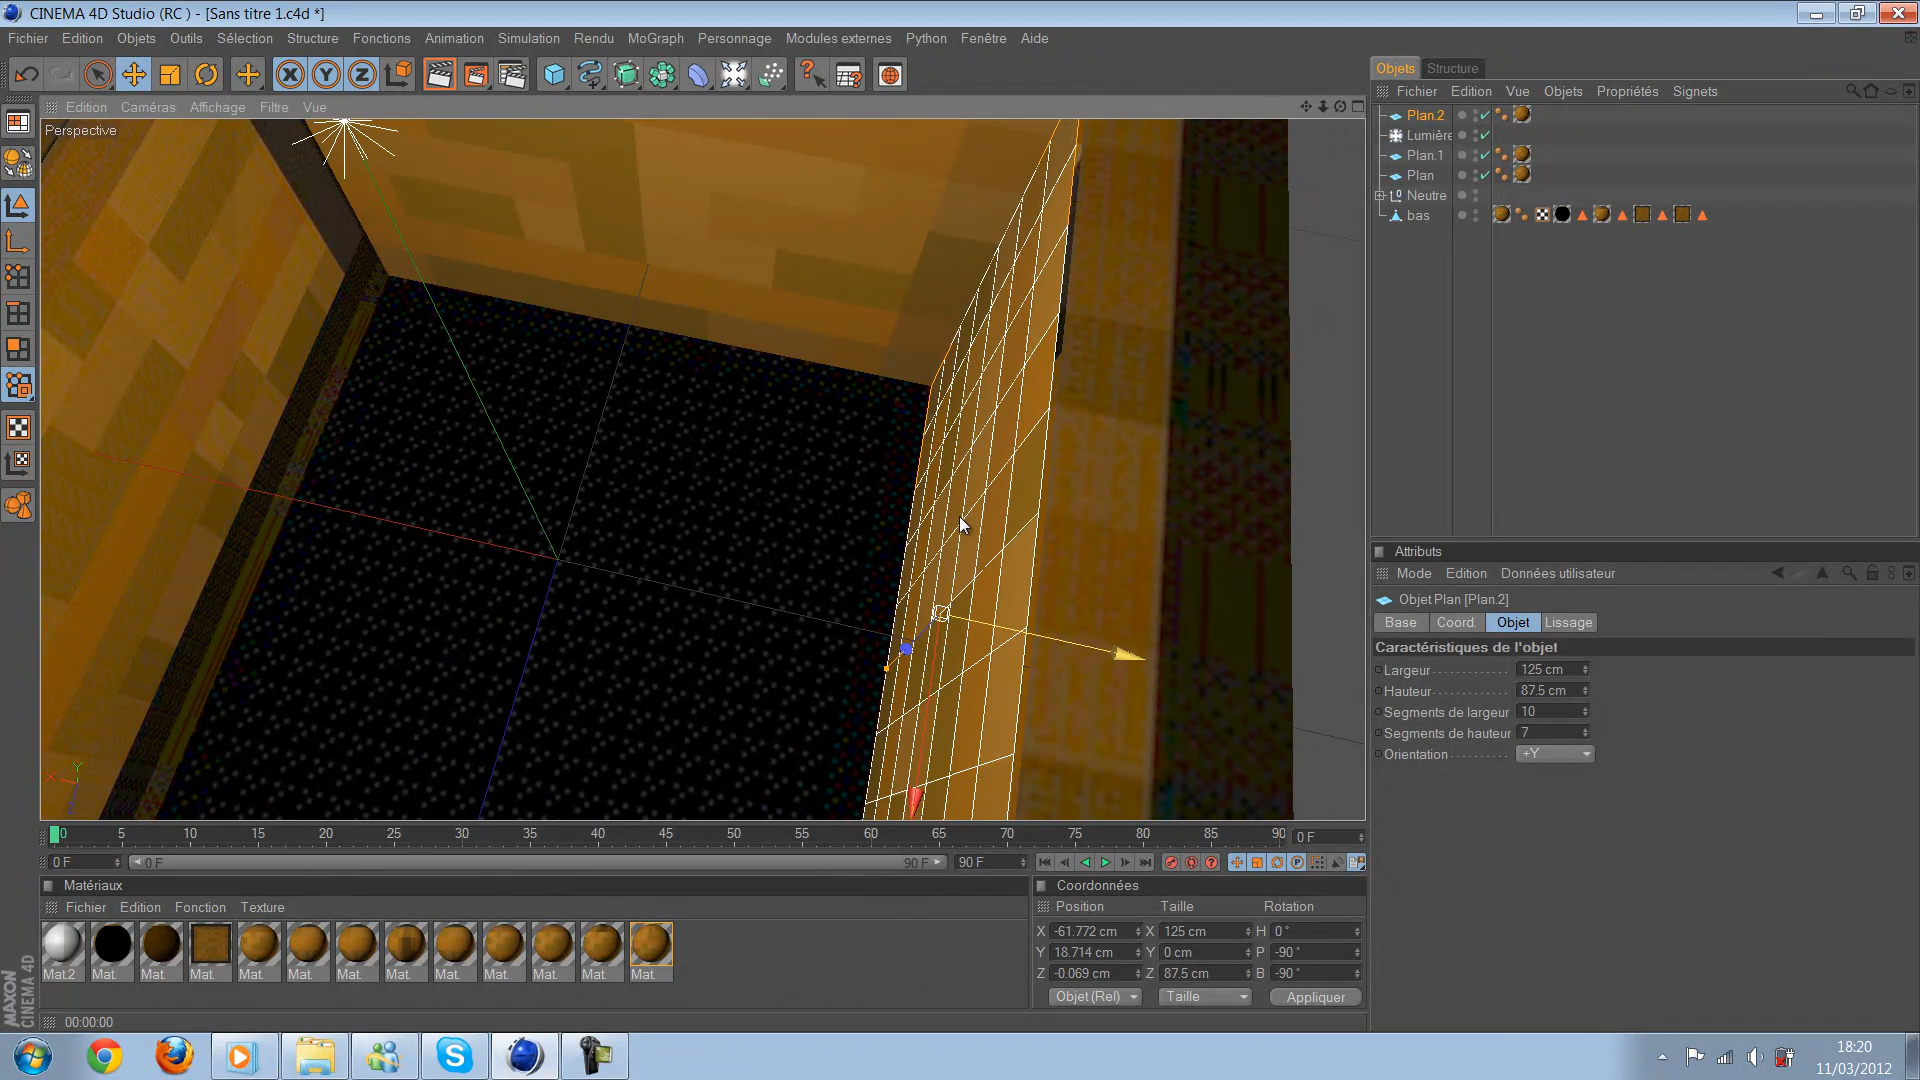 CINEMA 4D Studio (RC ) - [Sans titre 1.c4d *]
Fichier Edition Objets Outils Sélection Structure Fonctions Animation Simulation Rendu MoGraph Personnage Modules externes Python Fenêtre Aide
Edition Caméras Affichage Filtre Vue
Perspective
Objets Structure
Fichier Edition Vue Objets Propriétés Signets
Plan.2
Lumière
Plan.1
Plan
Neutre
bas
Attributs
Mode Edition Données utilisateur
Objet Plan [Plan.2]
Base Coord. Objet Lissage
Caractéristiques de l'objet
Largeur 125 cm
Hauteur 87.5 cm
Segments de largeur 10
Segments de hauteur 7
Orientation +Y
0 5 10 15 20 25 30 35 40 45 50 55 60 65 70 75 80 85 90 0 F
0 F 0 F 90 F 90 F
Matériaux
Fichier Edition Fonction Texture
Mat.2 Mat. Mat. Mat. Mat. Mat. Mat. Mat. Mat. Mat. Mat. Mat. Mat.
Coordonnées
Position Taille Rotation
X -61.772 cm X 125 cm H 0 °
Y 18.714 cm Y 0 cm P -90 °
Z -0.069 cm Z 87.5 cm B -90 °
Objet (Rel) Taille Appliquer
MAXON
CINEMA 4D
00:00:00
18:20
11/03/2012